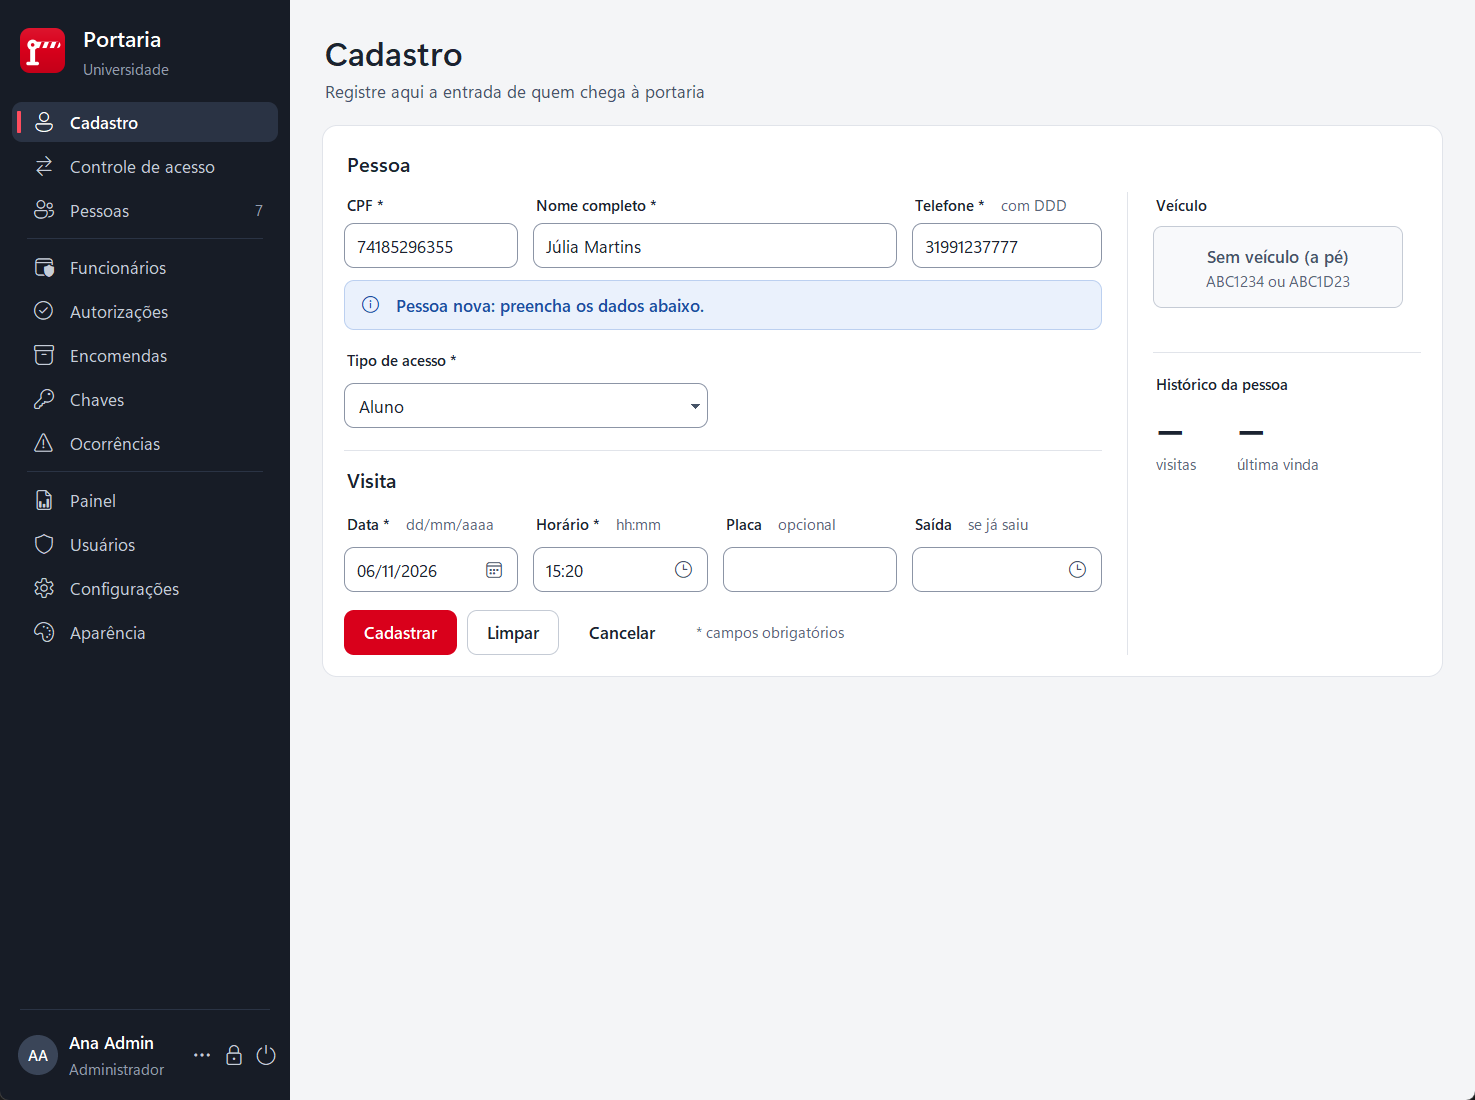 Portaria
Universidade
Cadastro
Controle de acesso
Pessoas 7
Funcionários
Autorizações
Encomendas
Chaves
Ocorrências
Painel
Usuários
Configurações
Aparência
AA
Ana Admin
Administrador
Cadastro
Registre aqui a entrada de quem chega à portaria
Pessoa
CPF * Nome completo * Telefone * com DDD
74185296355 Júlia Martins 31991237777
Pessoa nova: preencha os dados abaixo.
Tipo de acesso *
Aluno
Visita
Data * dd/mm/aaaa Horário * hh:mm Placa opcional Saída se já saiu
06/11/2026 15:20
Cadastrar Limpar Cancelar * campos obrigatórios
Veículo
Sem veículo (a pé)
ABC1234 ou ABC1D23
Histórico da pessoa
— —
visitas última vinda